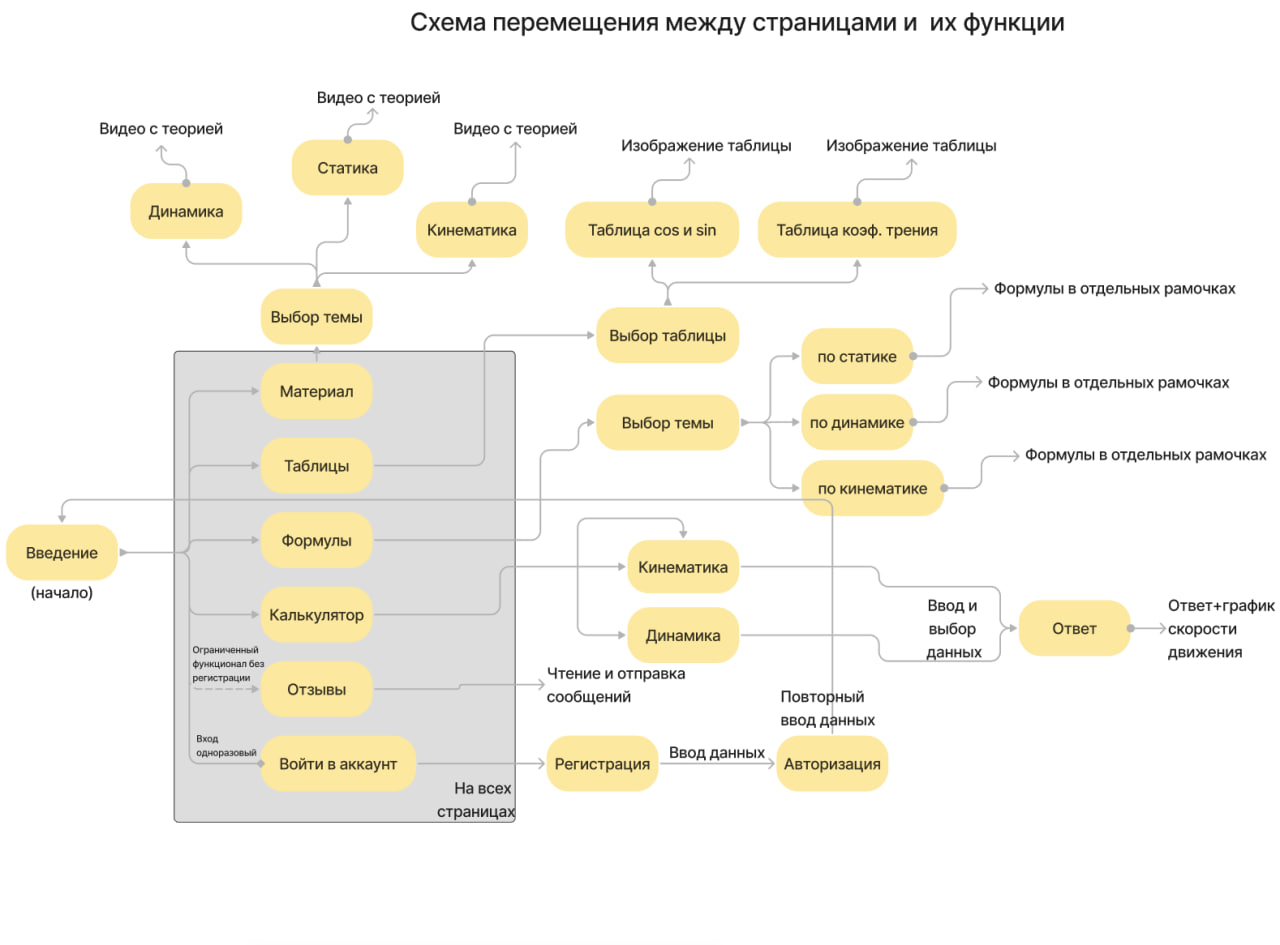 Схема перемещения между страницами и  их функции
Видео с теорией
Видео с теорией
Видео с теорией
Изображение таблицы
Изображение таблицы
Статика
Динамика
Кинематика
Таблица cos и sin
Таблица коэф. трения
Выбор темы
Выбор таблицы
Формулы в отдельных рамочках
по статике
Формулы в отдельных рамочках
Выбор темы
по динамике
Формулы в отдельных рамочках
по кинематике
Материал
Таблицы
Формулы
Введение
(начало)
Калькулятор
Кинематика
Динамика
Ввод и
выбор
данных
Ответ
Ответ+график
скорости
движения
Ограниченный
функционал без
регистрации
Отзывы
Чтение и отправка
сообщений
Повторный
ввод данных
Вход
одноразовый
Войти в аккаунт
Регистрация
Ввод данных
Авторизация
На всех
страницах